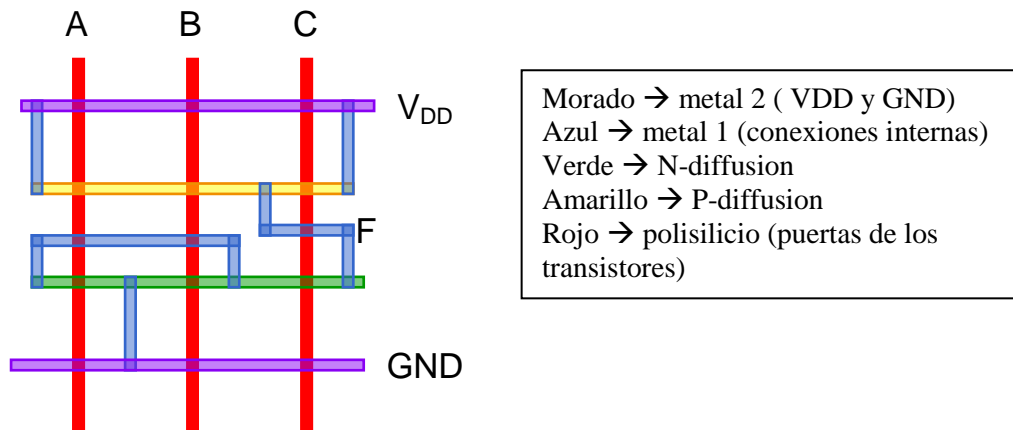 A B C
VDD
F
GND
Morado → metal 2 ( VDD y GND)
Azul → metal 1 (conexiones internas)
Verde → N-diffusion
Amarillo → P-diffusion
Rojo → polisilicio (puertas de los
transistores)